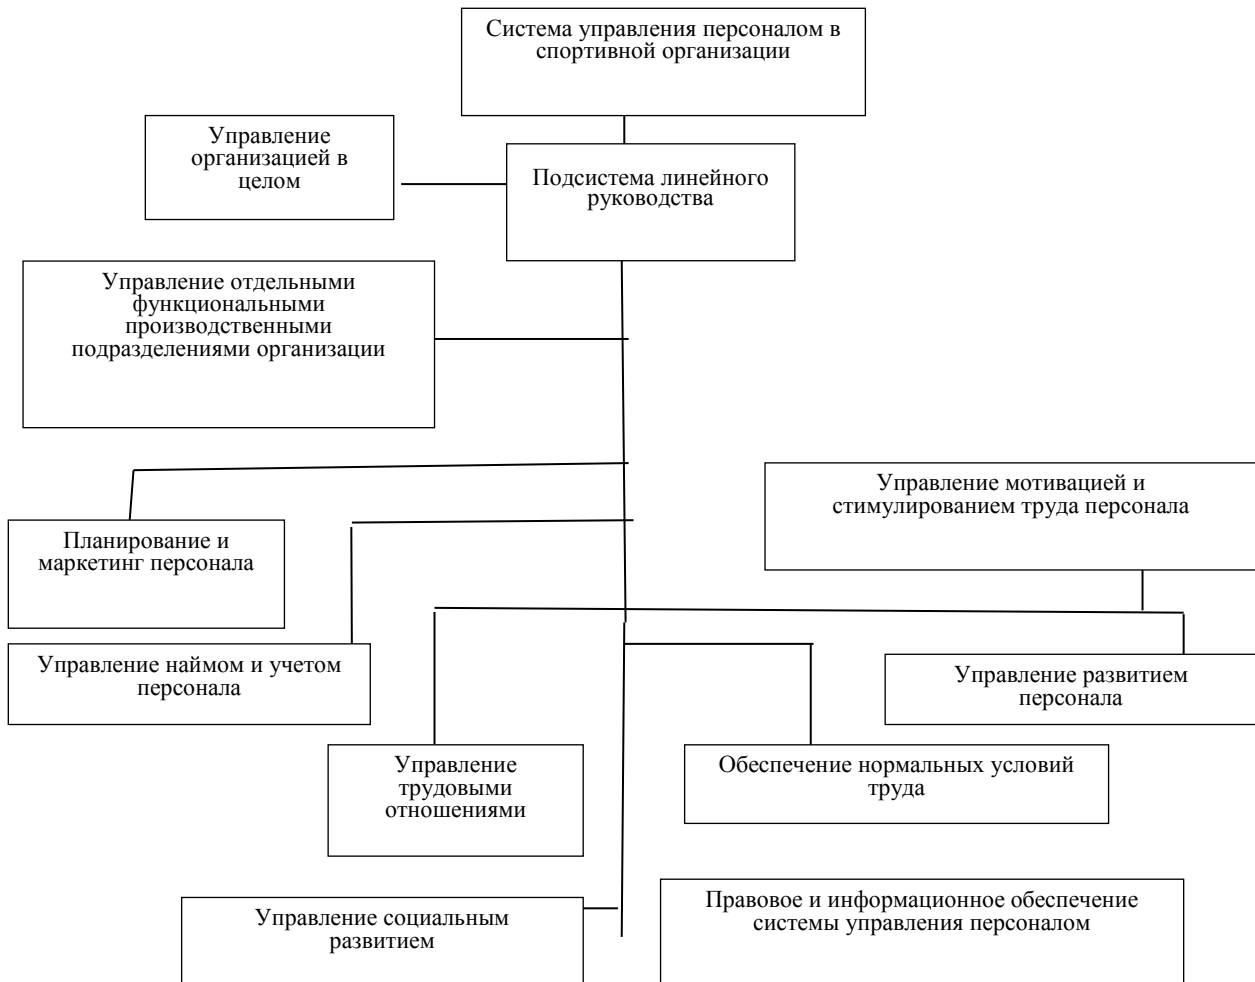 Система управления персоналом в
спортивной организации
Управление
организацией в
целом
Подсистема линейного
руководства
Управление отдельными
функциональными
производственными
подразделениями организации
Управление мотивацией и
стимулированием труда персонала
Планирование и
маркетинг персонала
Управление наймом и учетом
персонала
Управление развитием
персонала
Управление
трудовыми
отношениями
Обеспечение нормальных условий
труда
Управление социальным
развитием
Правовое и информационное обеспечение
системы управления персоналом